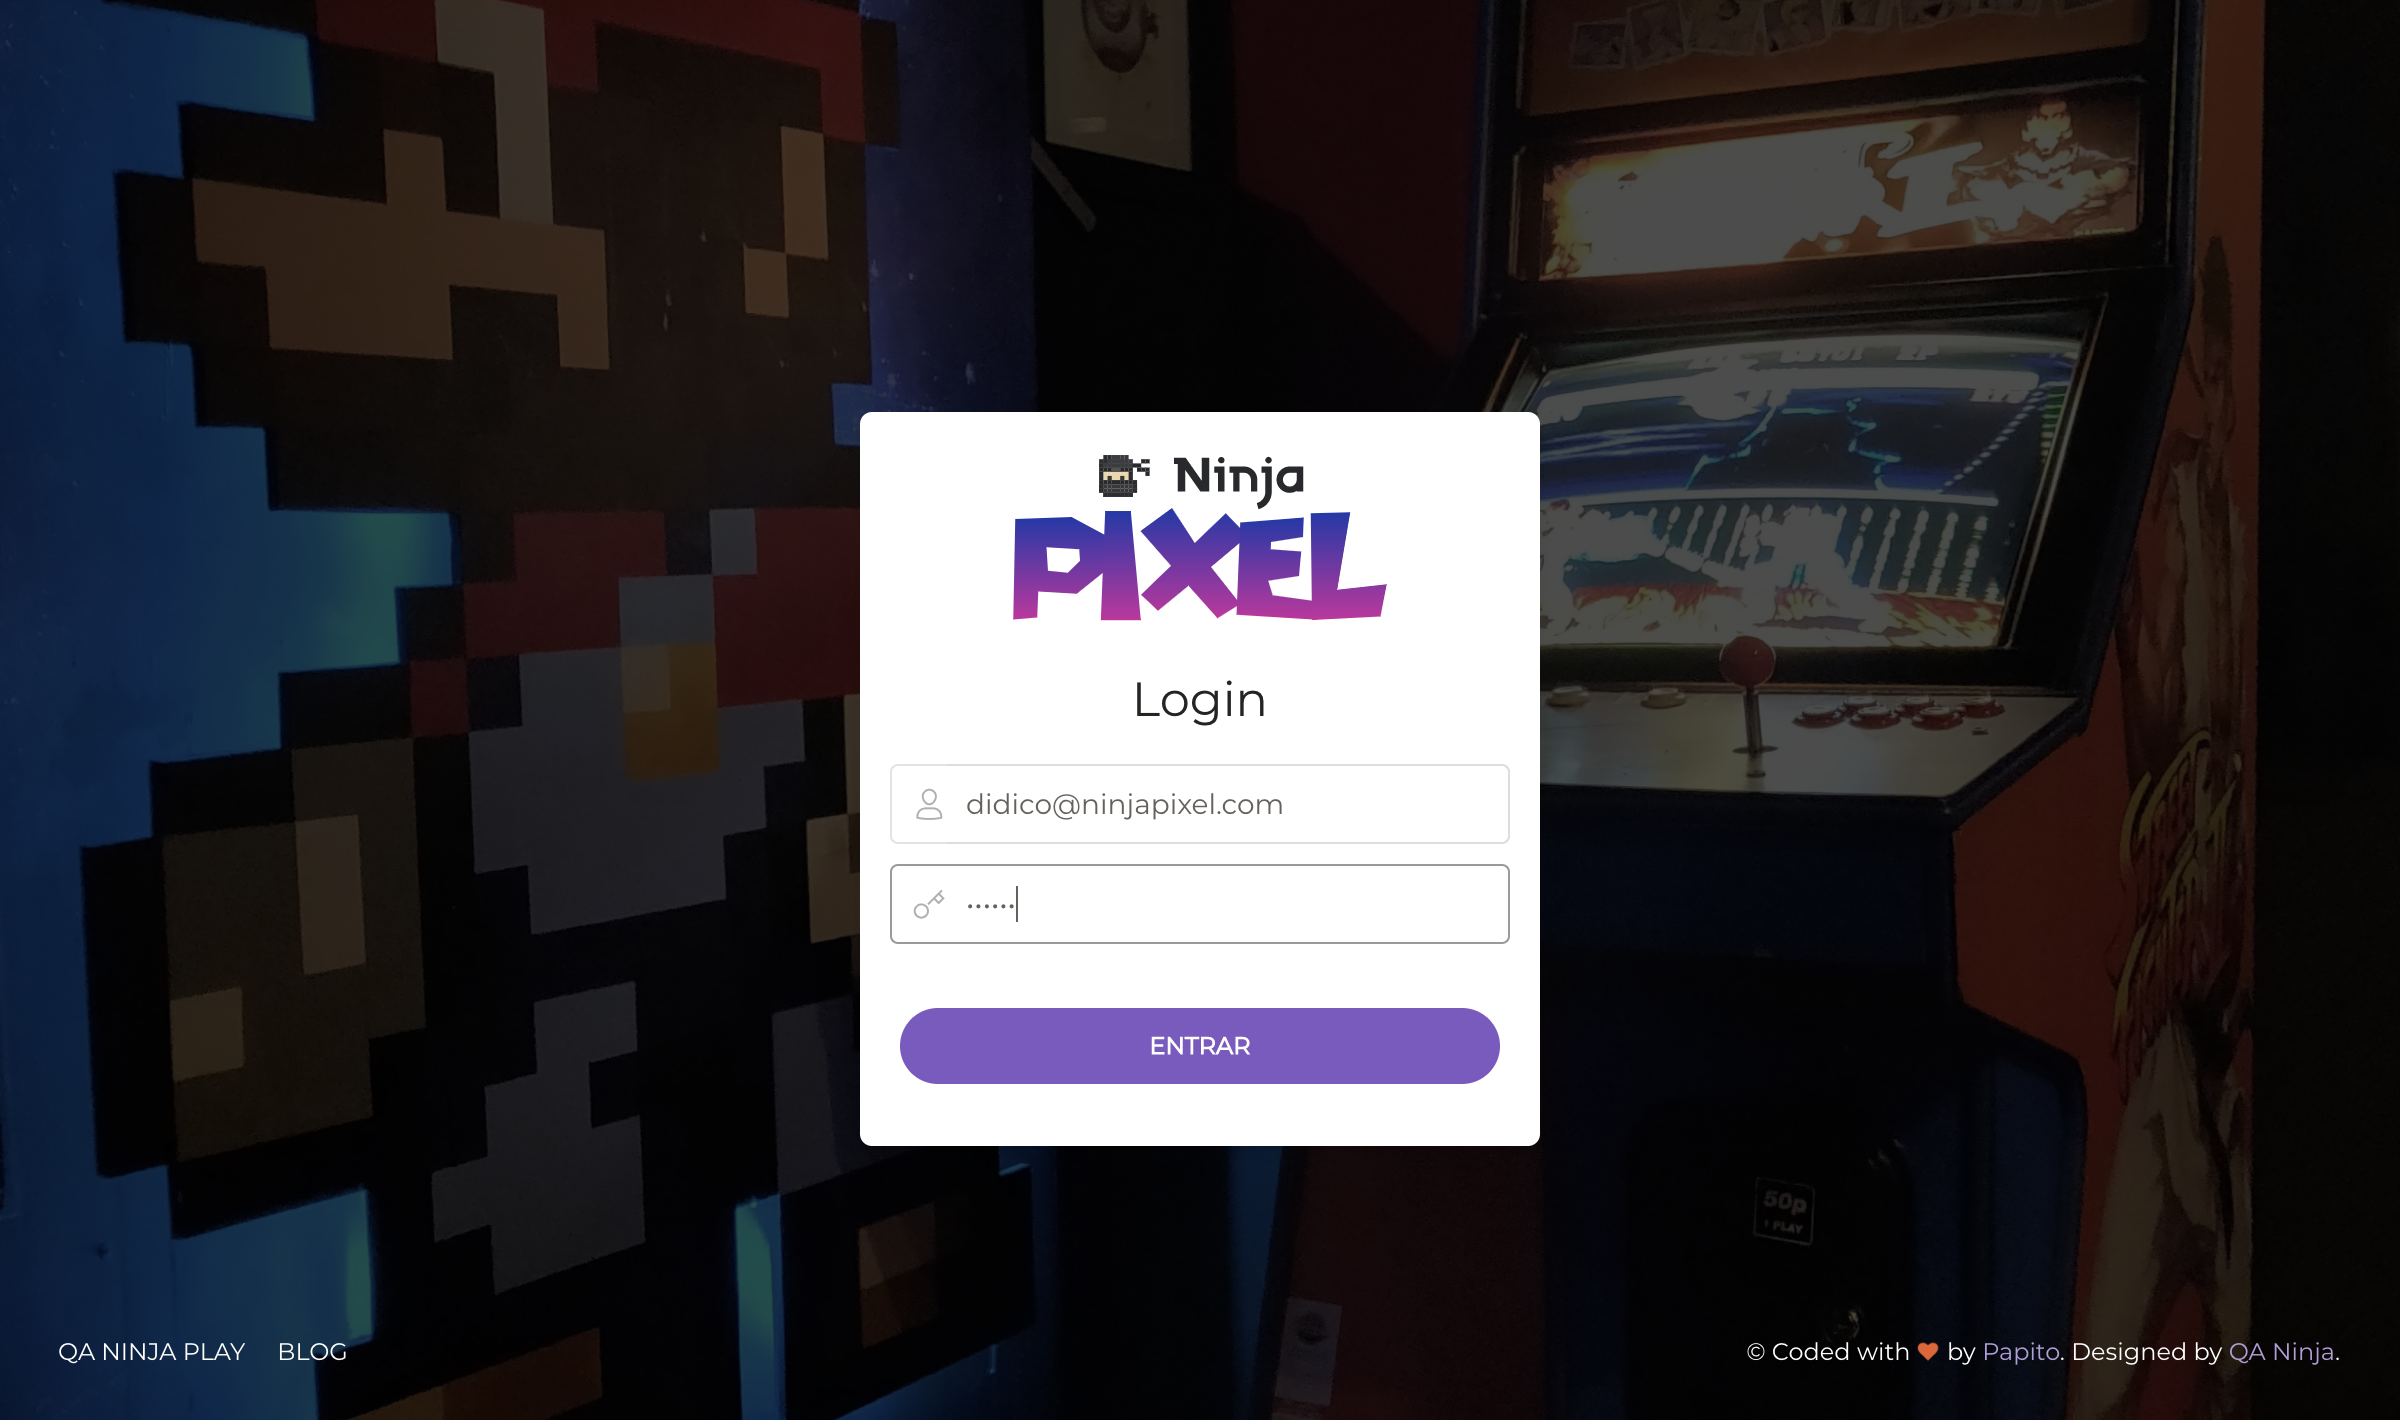 Ninja
PIXEL
Login
didico@ninjapixel.com
••••••
ENTRAR
50p
1 PLAY
QA NINJA PLAY BLOG
© Coded with ❤ by Papito. Designed by QA Ninja.